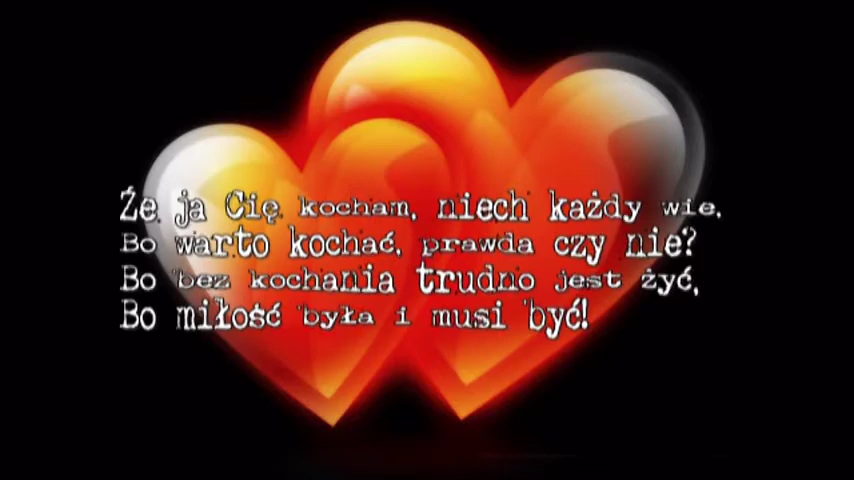 Że ja Cię kocham, niech każdy wie,
Bo warto kochać, prawda czy nie?
Bo bez kochania trudno jest żyć,
Bo miłość była i musi być!